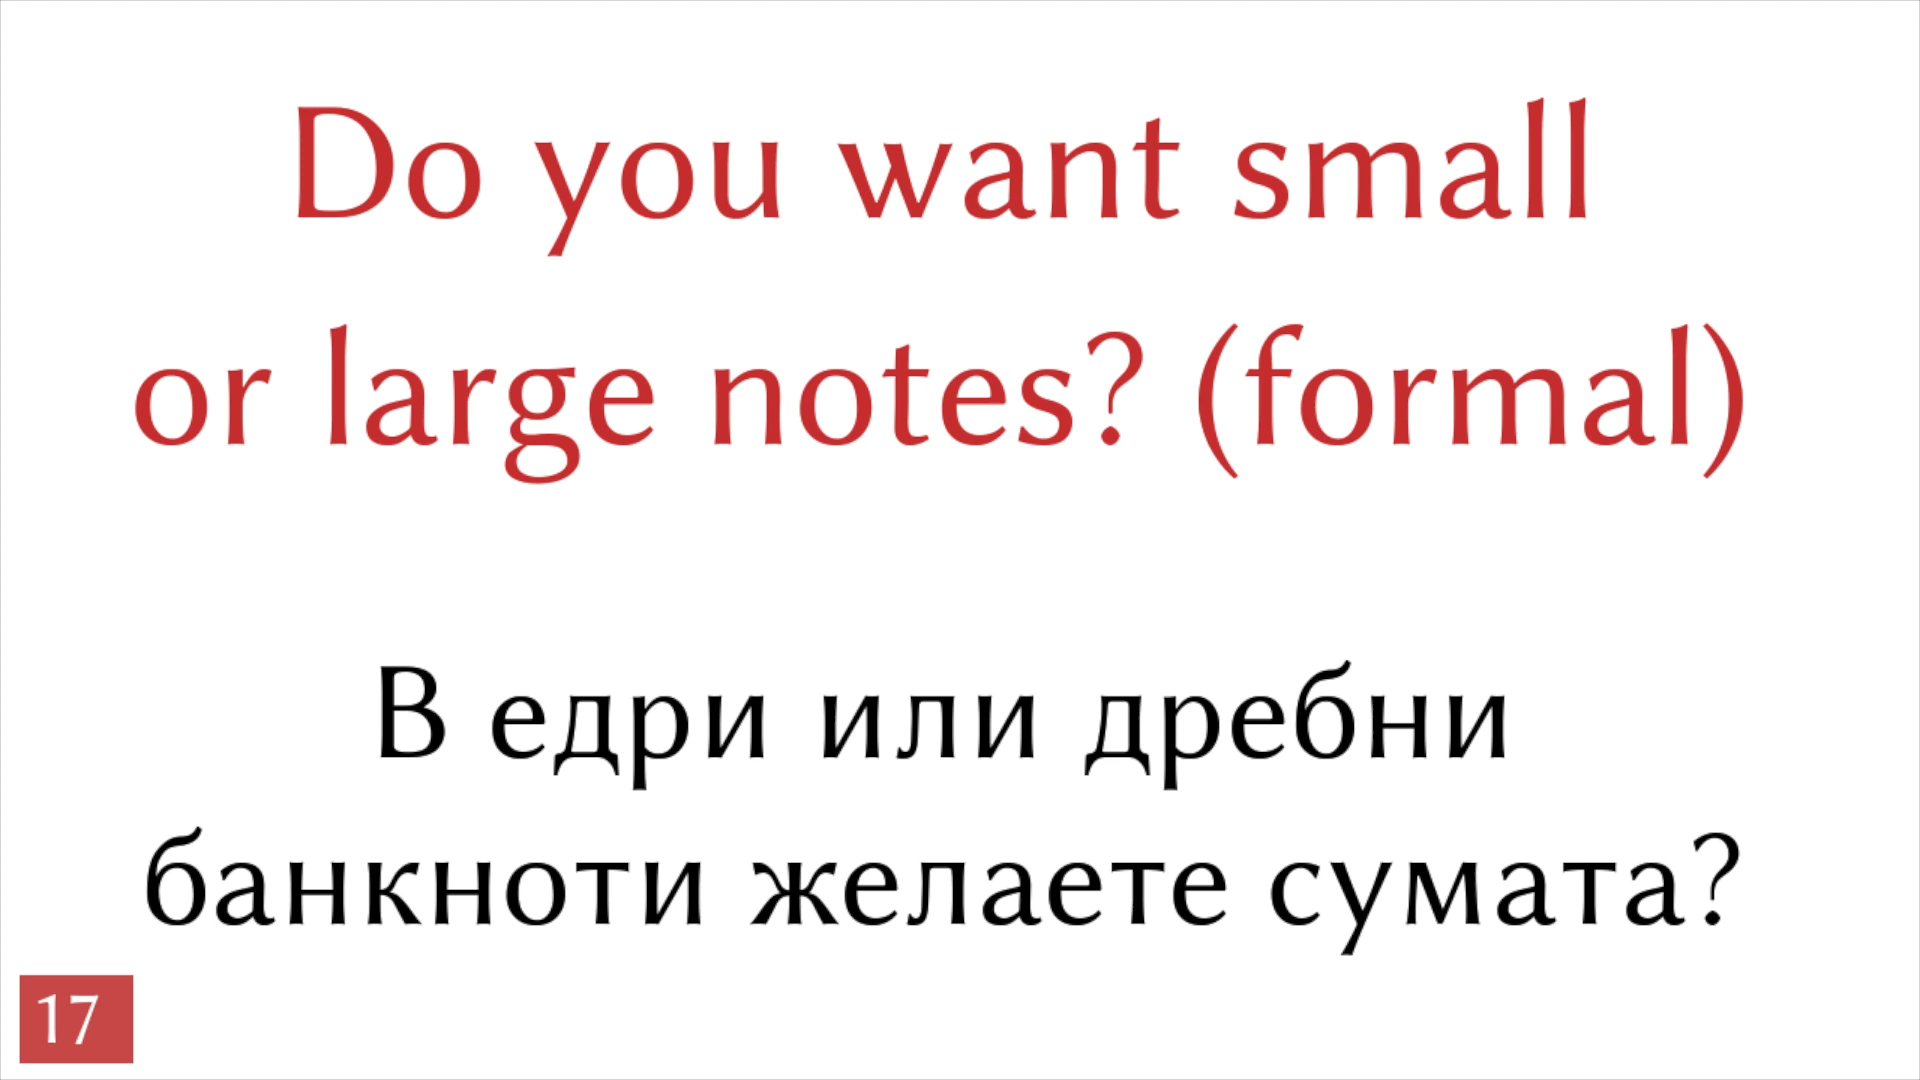 Do you want small
or large notes? (formal)
В едри или дребни
банкноти желаете сумата?
17